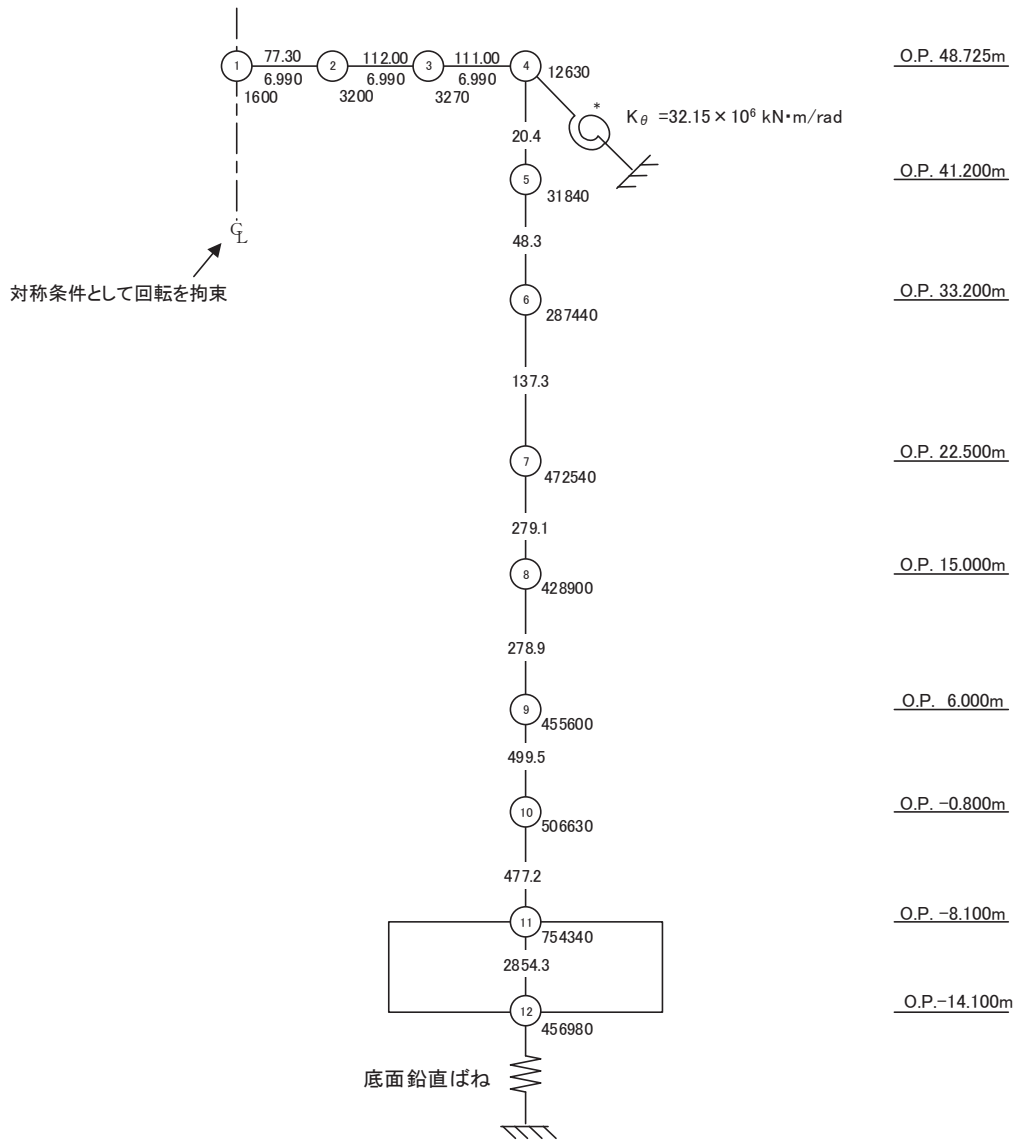 1 77.30 2 112.00 3 111.00 4 12630 O.P. 48.725m
6.990 6.990 6.990
1600 3200 3270
* Kθ =32.15×10⁶ kN・m/rad
20.4
5 O.P. 41.200m
31840
CL
48.3
対称条件として回転を拘束
6 O.P. 33.200m
287440
137.3
7 O.P. 22.500m
472540
279.1
8 O.P. 15.000m
428900
278.9
9 O.P. 6.000m
455600
499.5
10 O.P. -0.800m
506630
477.2
11 O.P. -8.100m
754340
2854.3
12 O.P.-14.100m
456980
底面鉛直ばね